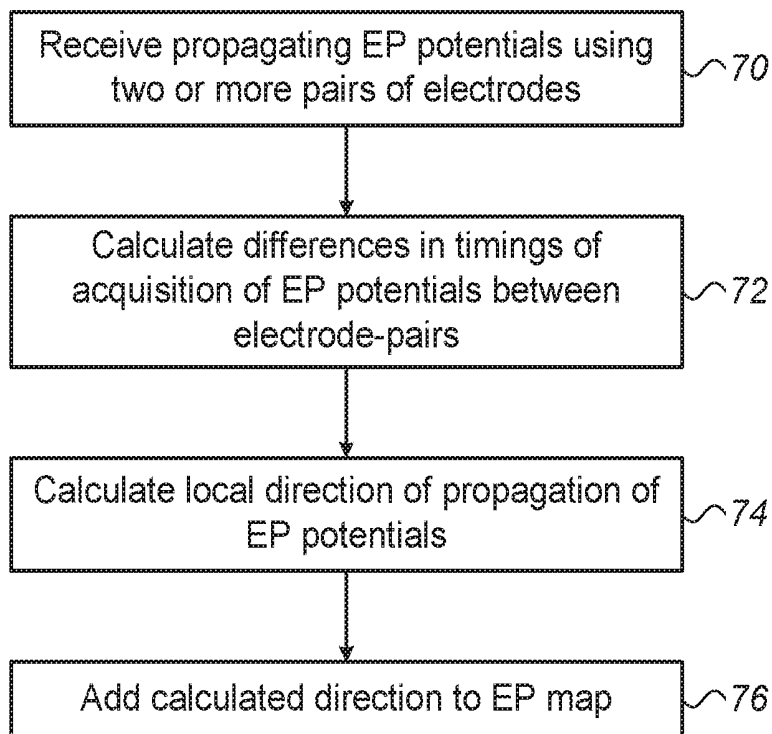 Receive propagating EP potentials using
two or more pairs of electrodes
70
Calculate differences in timings of
acquisition of EP potentials between
electrode-pairs
72
Calculate local direction of propagation of
EP potentials
74
Add calculated direction to EP map
76